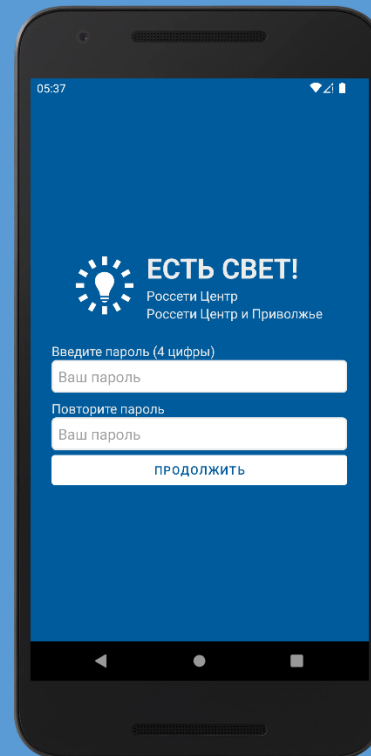 05:37
ЕСТЬ СВЕТ!
Россети Центр
Россети Центр и Приволжье
Введите пароль (4 цифры)
Ваш пароль
Повторите пароль
Ваш пароль
ПРОДОЛЖИТЬ